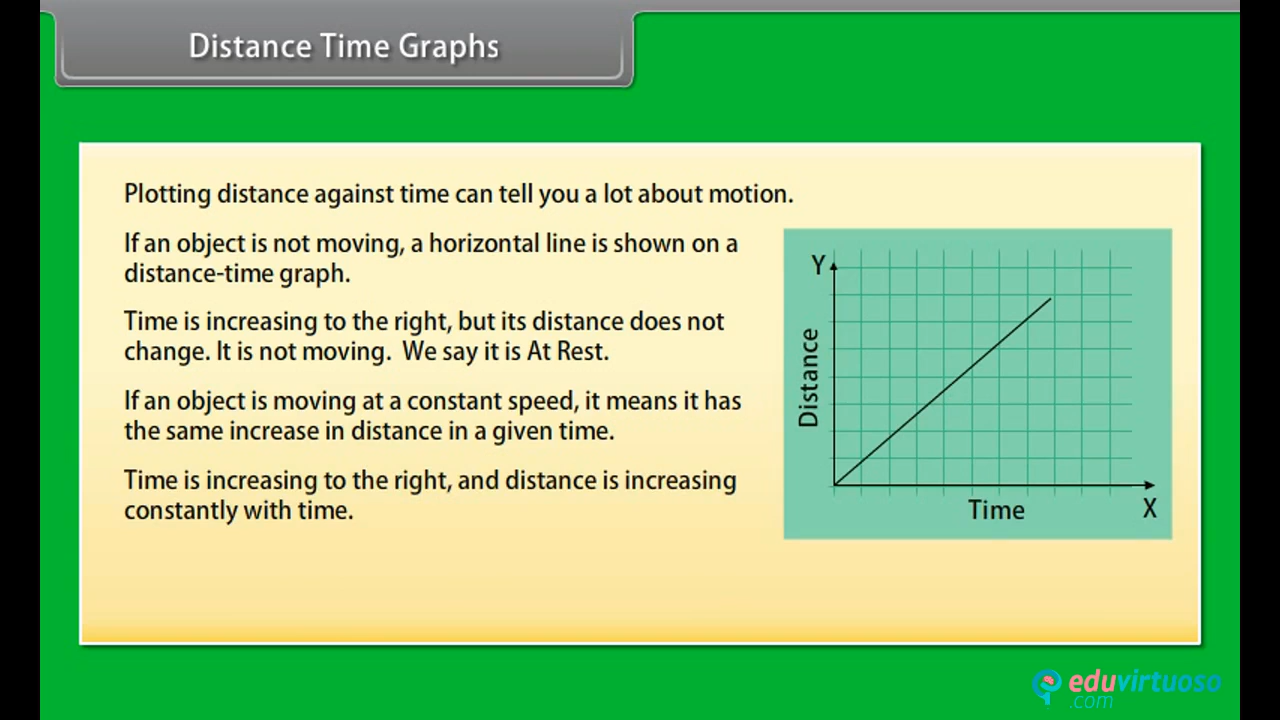 Distance Time Graphs
Plotting distance against time can tell you a lot about motion.
If an object is not moving, a horizontal line is shown on a
distance-time graph.
Time is increasing to the right, but its distance does not
change. It is not moving. We say it is At Rest.
If an object is moving at a constant speed, it means it has
the same increase in distance in a given time.
Time is increasing to the right, and distance is increasing
constantly with time.
Y
Distance
Time
X
eduvirtuoso
.com